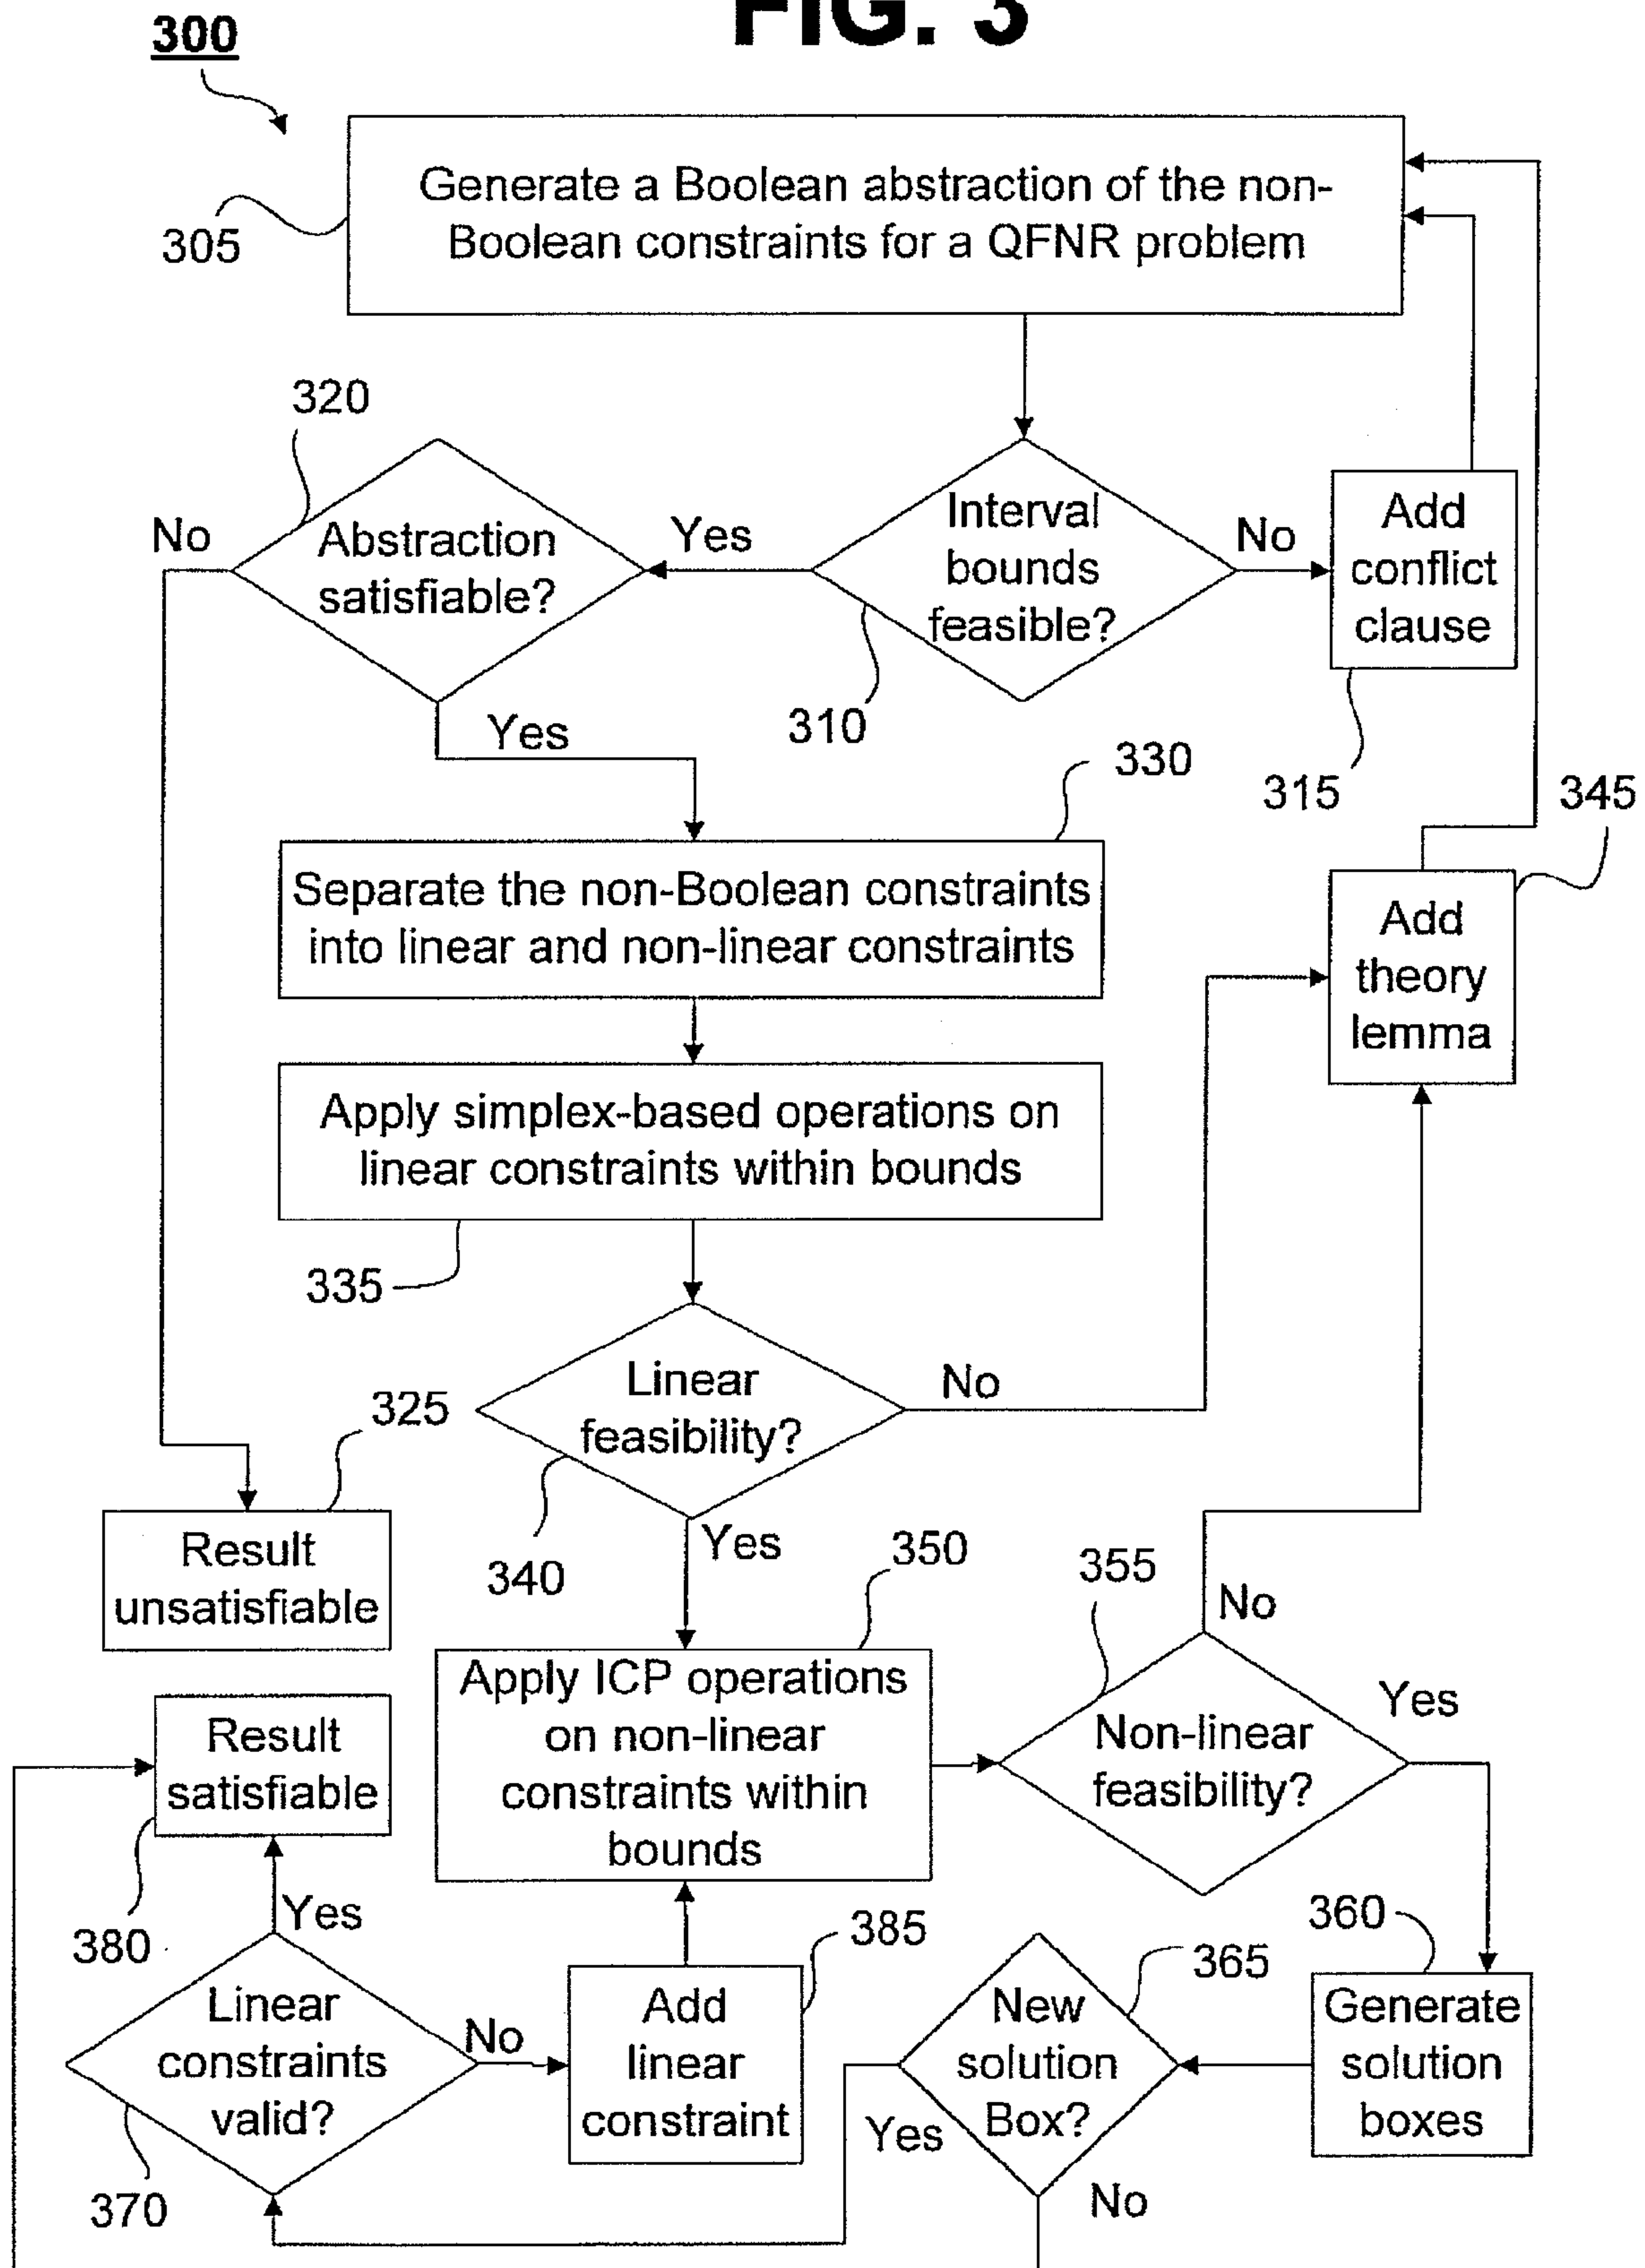 FIG. 3
300
Generate a Boolean abstraction of the non-
Boolean constraints for a QFNR problem
305
320
No
Abstraction
satisfiable?
Yes
Interval
bounds
feasible?
No
Add
conflict
clause
310
315
Yes
330
345
Separate the non-Boolean constraints
into linear and non-linear constraints
Add
theory
lemma
Apply simplex-based operations on
linear constraints within bounds
335
Linear
feasibility?
No
325
340
Yes
350
355
No
Result
unsatisfiable
Apply ICP operations
on non-linear
constraints within
bounds
Non-linear
feasibility?
Yes
Result
satisfiable
380
Yes
385
360
365
Linear
constraints
valid?
No
Add
linear
constraint
New
solution
Box?
Generate
solution
boxes
Yes
370
No